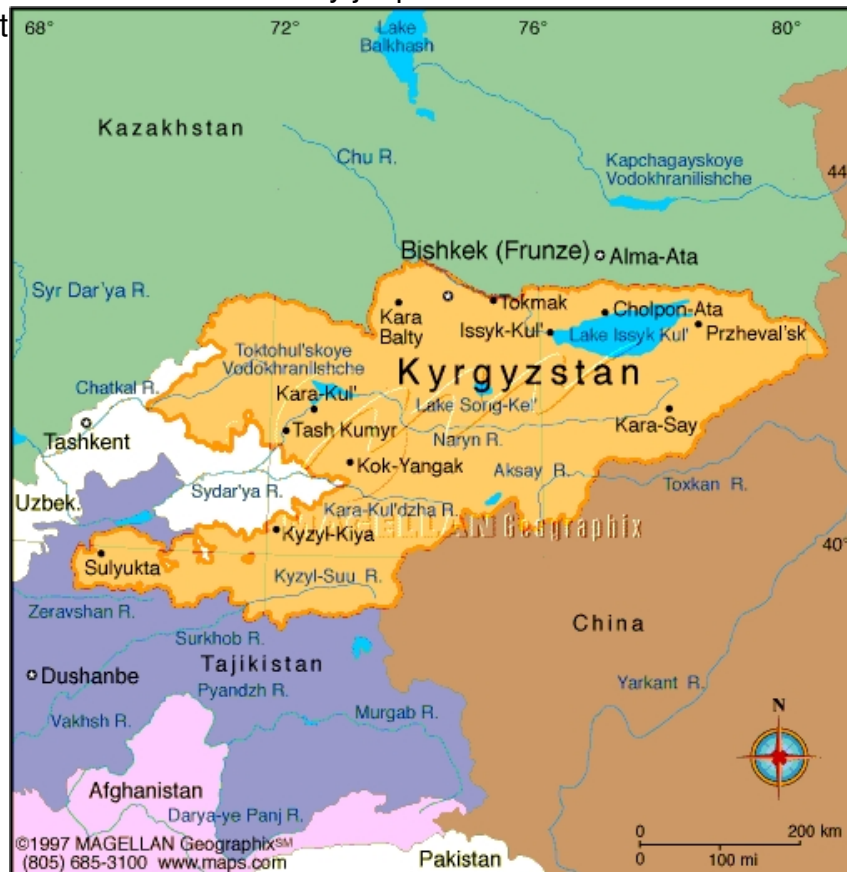 t
68° 72° 76° 80°
Lake
Balkhash
Kazakhstan
Chu R.
Kapchagayskoye
Vodokhranilishche
44
Bishkek (Frunze)
Alma-Ata
Syr Dar'ya R.
Tokmak
Cholpon-Ata
Kara
Balty
Issyk-Kul'
Lake Issyk Kul'
Przheval'sk
Toktohul'skoye
Vodokhranilishche
Kyrgyzstan
Chatkal R.
Kara-Kul'
Lake Song-Kel'
Tashkent
Tash Kumyr
Naryn R.
Kara-Say
Kok-Yangak
Aksay R.
Toxkan R.
Uzbek.
Sydar'ya R.
Kara-Kul'dzha R.
MAGELLAN Geographix
Kyzyl-Kiya
40°
Sulyukta
Kyzyl-Suu R.
Zeravshan R.
China
Surkhob R.
Tajikistan
Dushanbe
Pyandzh R.
Yarkant R.
Vakhsh R.
Murgab R.
N
Afghanistan
Darya-ye Panj R.
©1997 MAGELLAN Geographix℠
(805) 685-3100 www.maps.com
Pakistan
0 200 km
0 100 mi